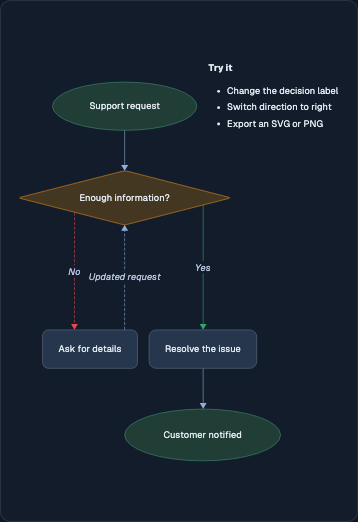 Try it
• Change the decision label
• Switch direction to right
• Export an SVG or PNG
Support request
Enough information?
No
Updated request
Yes
Ask for details
Resolve the issue
Customer notified